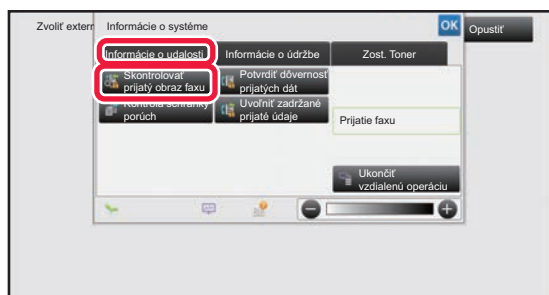 Zvoliť extern
Informácie o systéme
OK
Opustiť
Informácie o udalosti
Informácie o údržbe
Zost. Toner
Skontrolovať
prijatý obraz faxu
Potvrdiť dôvernosť
prijatých dát
Kontrola schránky
porúch
Uvoľniť zadržané
prijaté údaje
Prijatie faxu
Ukončiť
vzdialenú operáciu